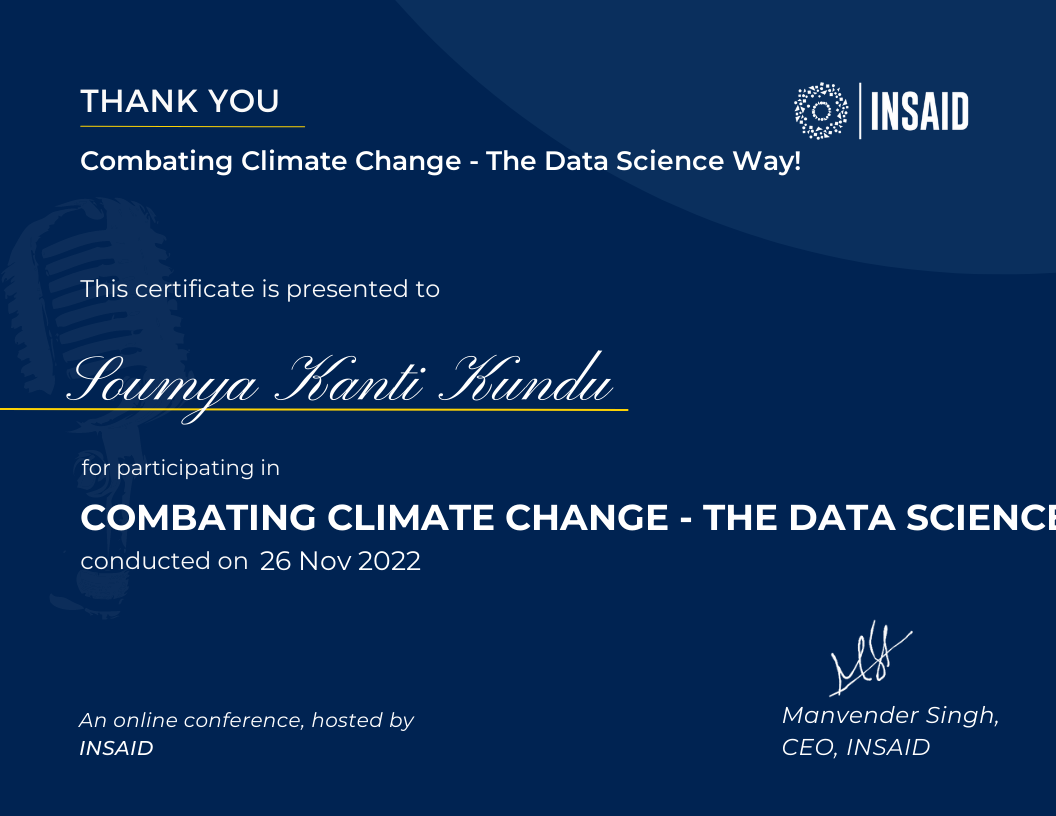 THANK YOU
INSAID
Combating Climate Change - The Data Science Way!
This certificate is presented to
Soumya Kanti Kundu
for participating in
COMBATING CLIMATE CHANGE - THE DATA SCIENCE
conducted on 26 Nov 2022
An online conference, hosted by
INSAID
Manvender Singh,
CEO, INSAID